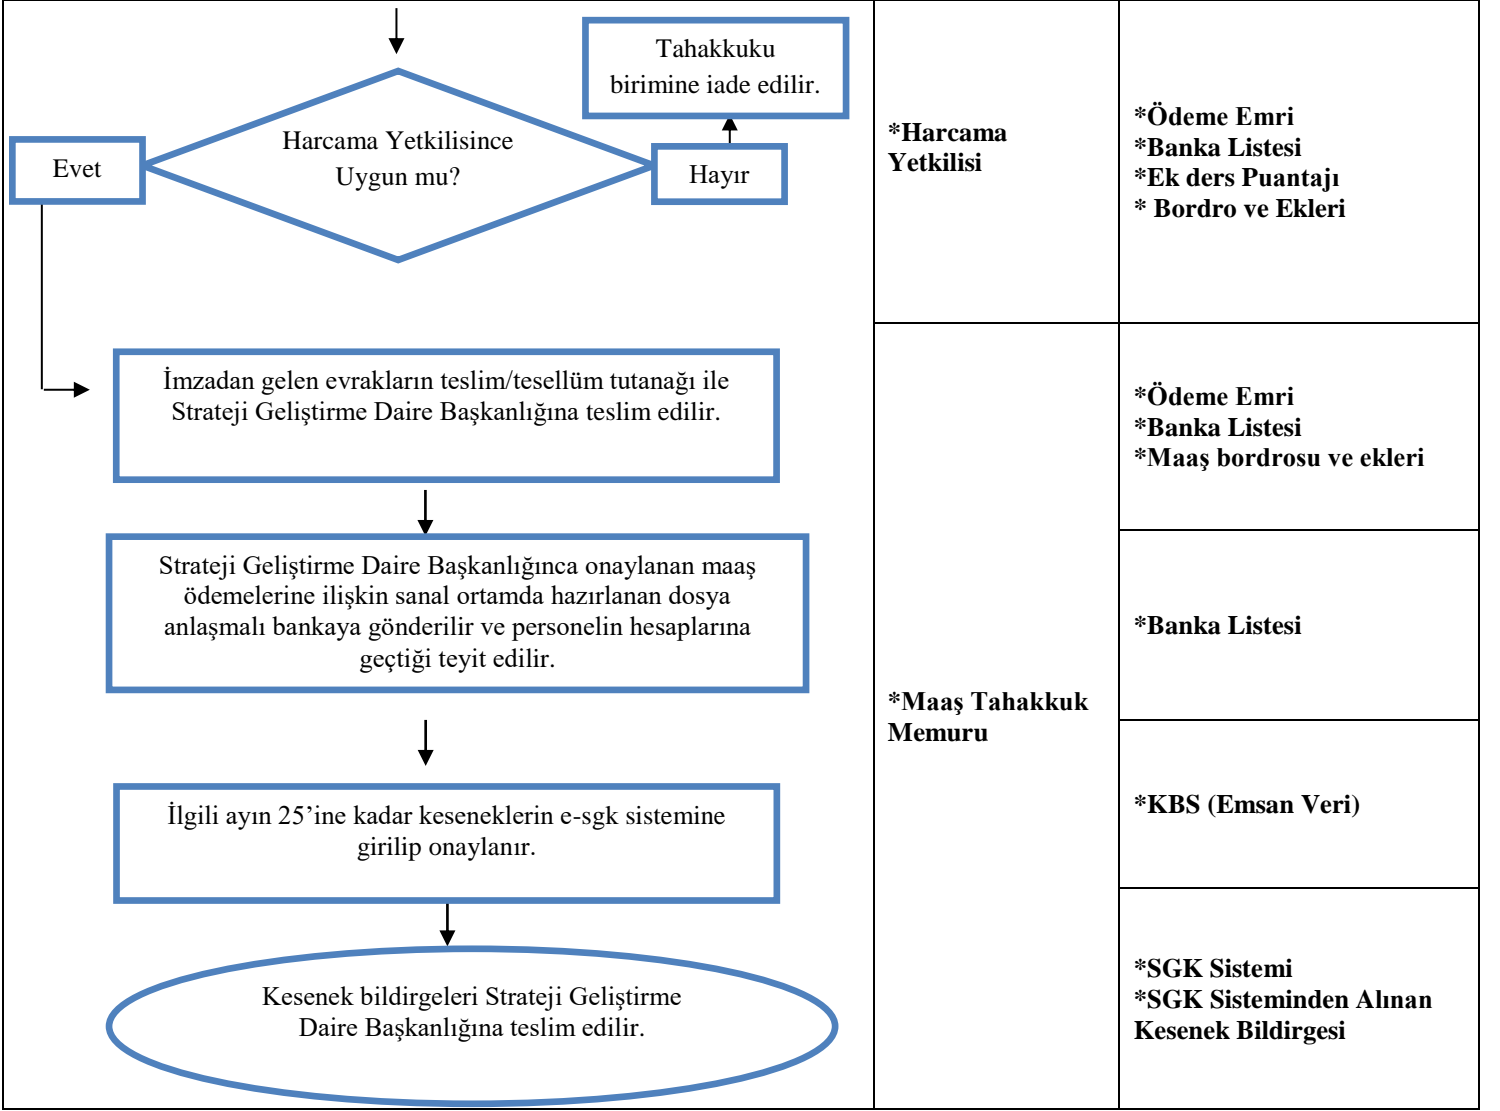 Tahakkuku
birimine iade edilir.
Harcama Yetkilisince
Uygun mu?
Evet
Hayır
*Harcama
Yetkilisi
*Ödeme Emri
*Banka Listesi
*Ek ders Puantajı
* Bordro ve Ekleri
İmzadan gelen evrakların teslim/tesellüm tutanağı ile
Strateji Geliştirme Daire Başkanlığına teslim edilir.
*Ödeme Emri
*Banka Listesi
*Maaş bordrosu ve ekleri
Strateji Geliştirme Daire Başkanlığınca onaylanan maaş
ödemelerine ilişkin sanal ortamda hazırlanan dosya
anlaşmalı bankaya gönderilir ve personelin hesaplarına
geçtiği teyit edilir.
*Banka Listesi
*Maaş Tahakkuk
Memuru
İlgili ayın 25’ine kadar keseneklerin e-sgk sistemine
girilip onaylanır.
*KBS (Emsan Veri)
Kesenek bildirgeleri Strateji Geliştirme
Daire Başkanlığına teslim edilir.
*SGK Sistemi
*SGK Sisteminden Alınan
Kesenek Bildirgesi